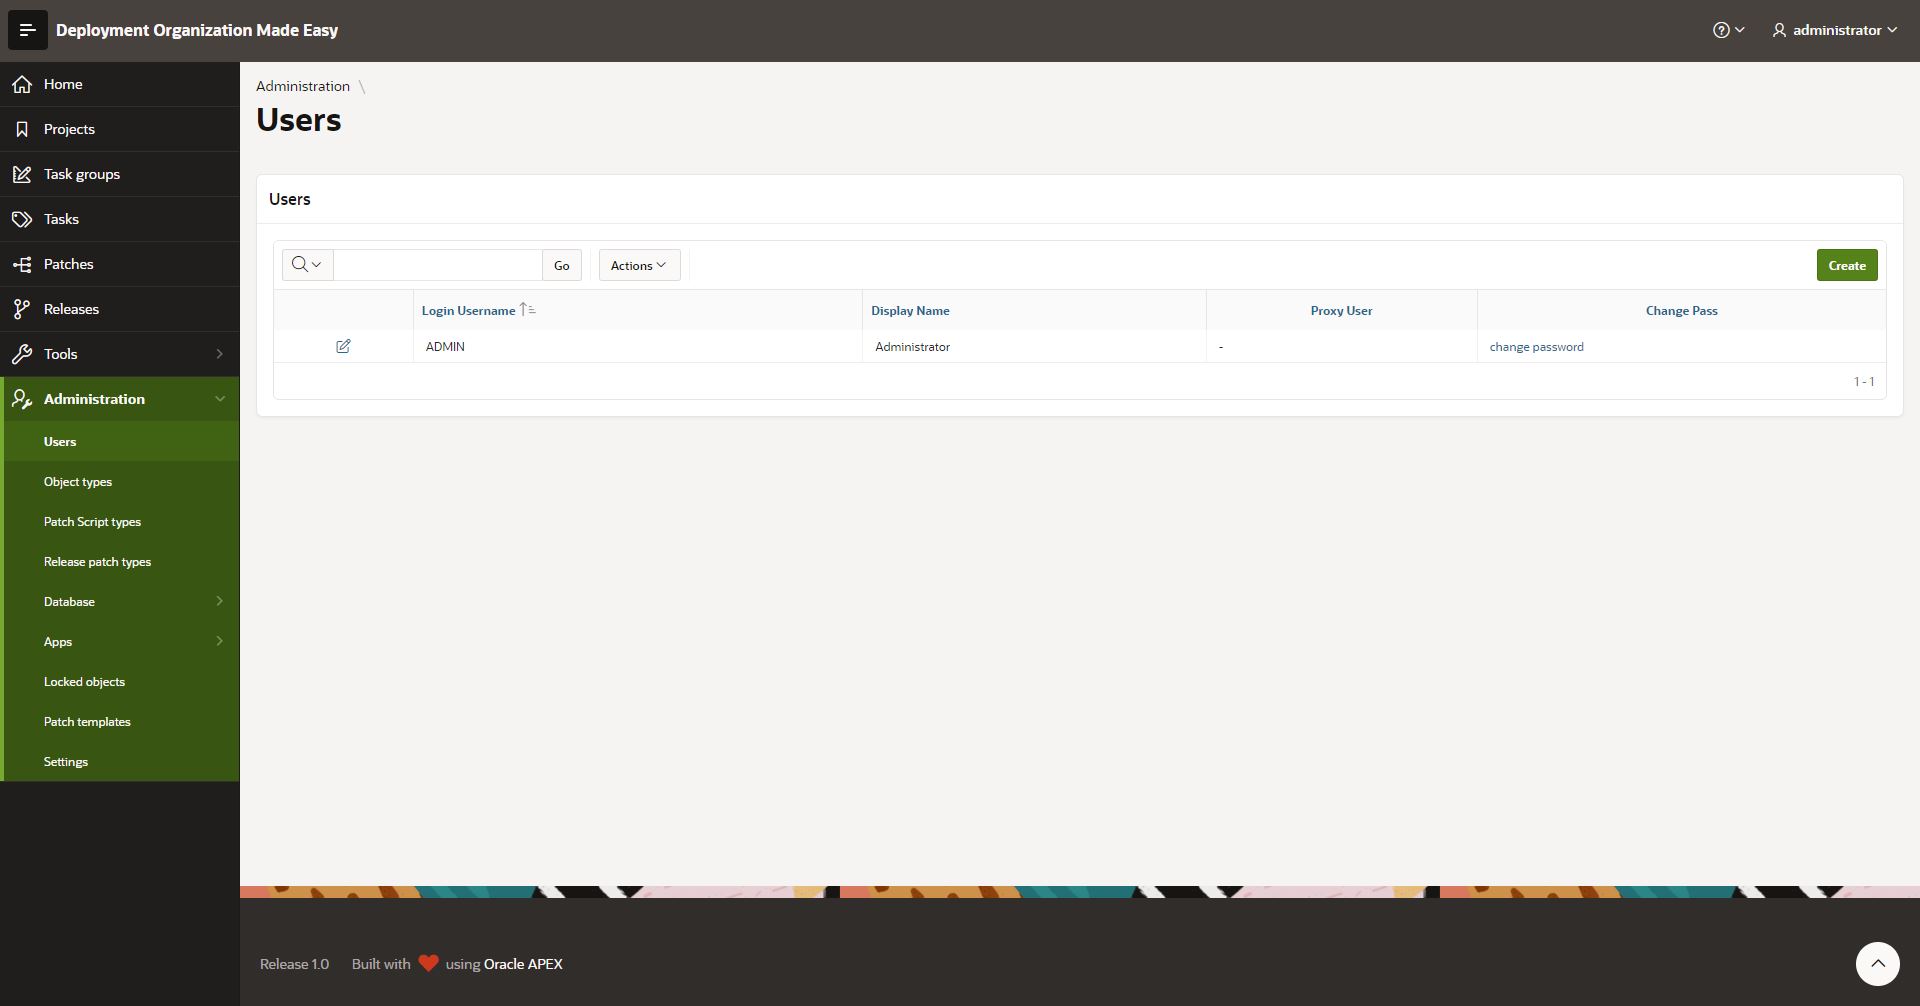 Deployment Organization Made Easy
administrator
Home
Projects
Task groups
Tasks
Patches
Releases
Tools
Administration
Users
Object types
Patch Script types
Release patch types
Database
Apps
Locked objects
Patch templates
Settings
Administration \
Users
Users
Go
Actions
Create
Login Username
Display Name
Proxy User
Change Pass
ADMIN
Administrator
-
change password
1 - 1
Release 1.0
Built with ❤ using Oracle APEX